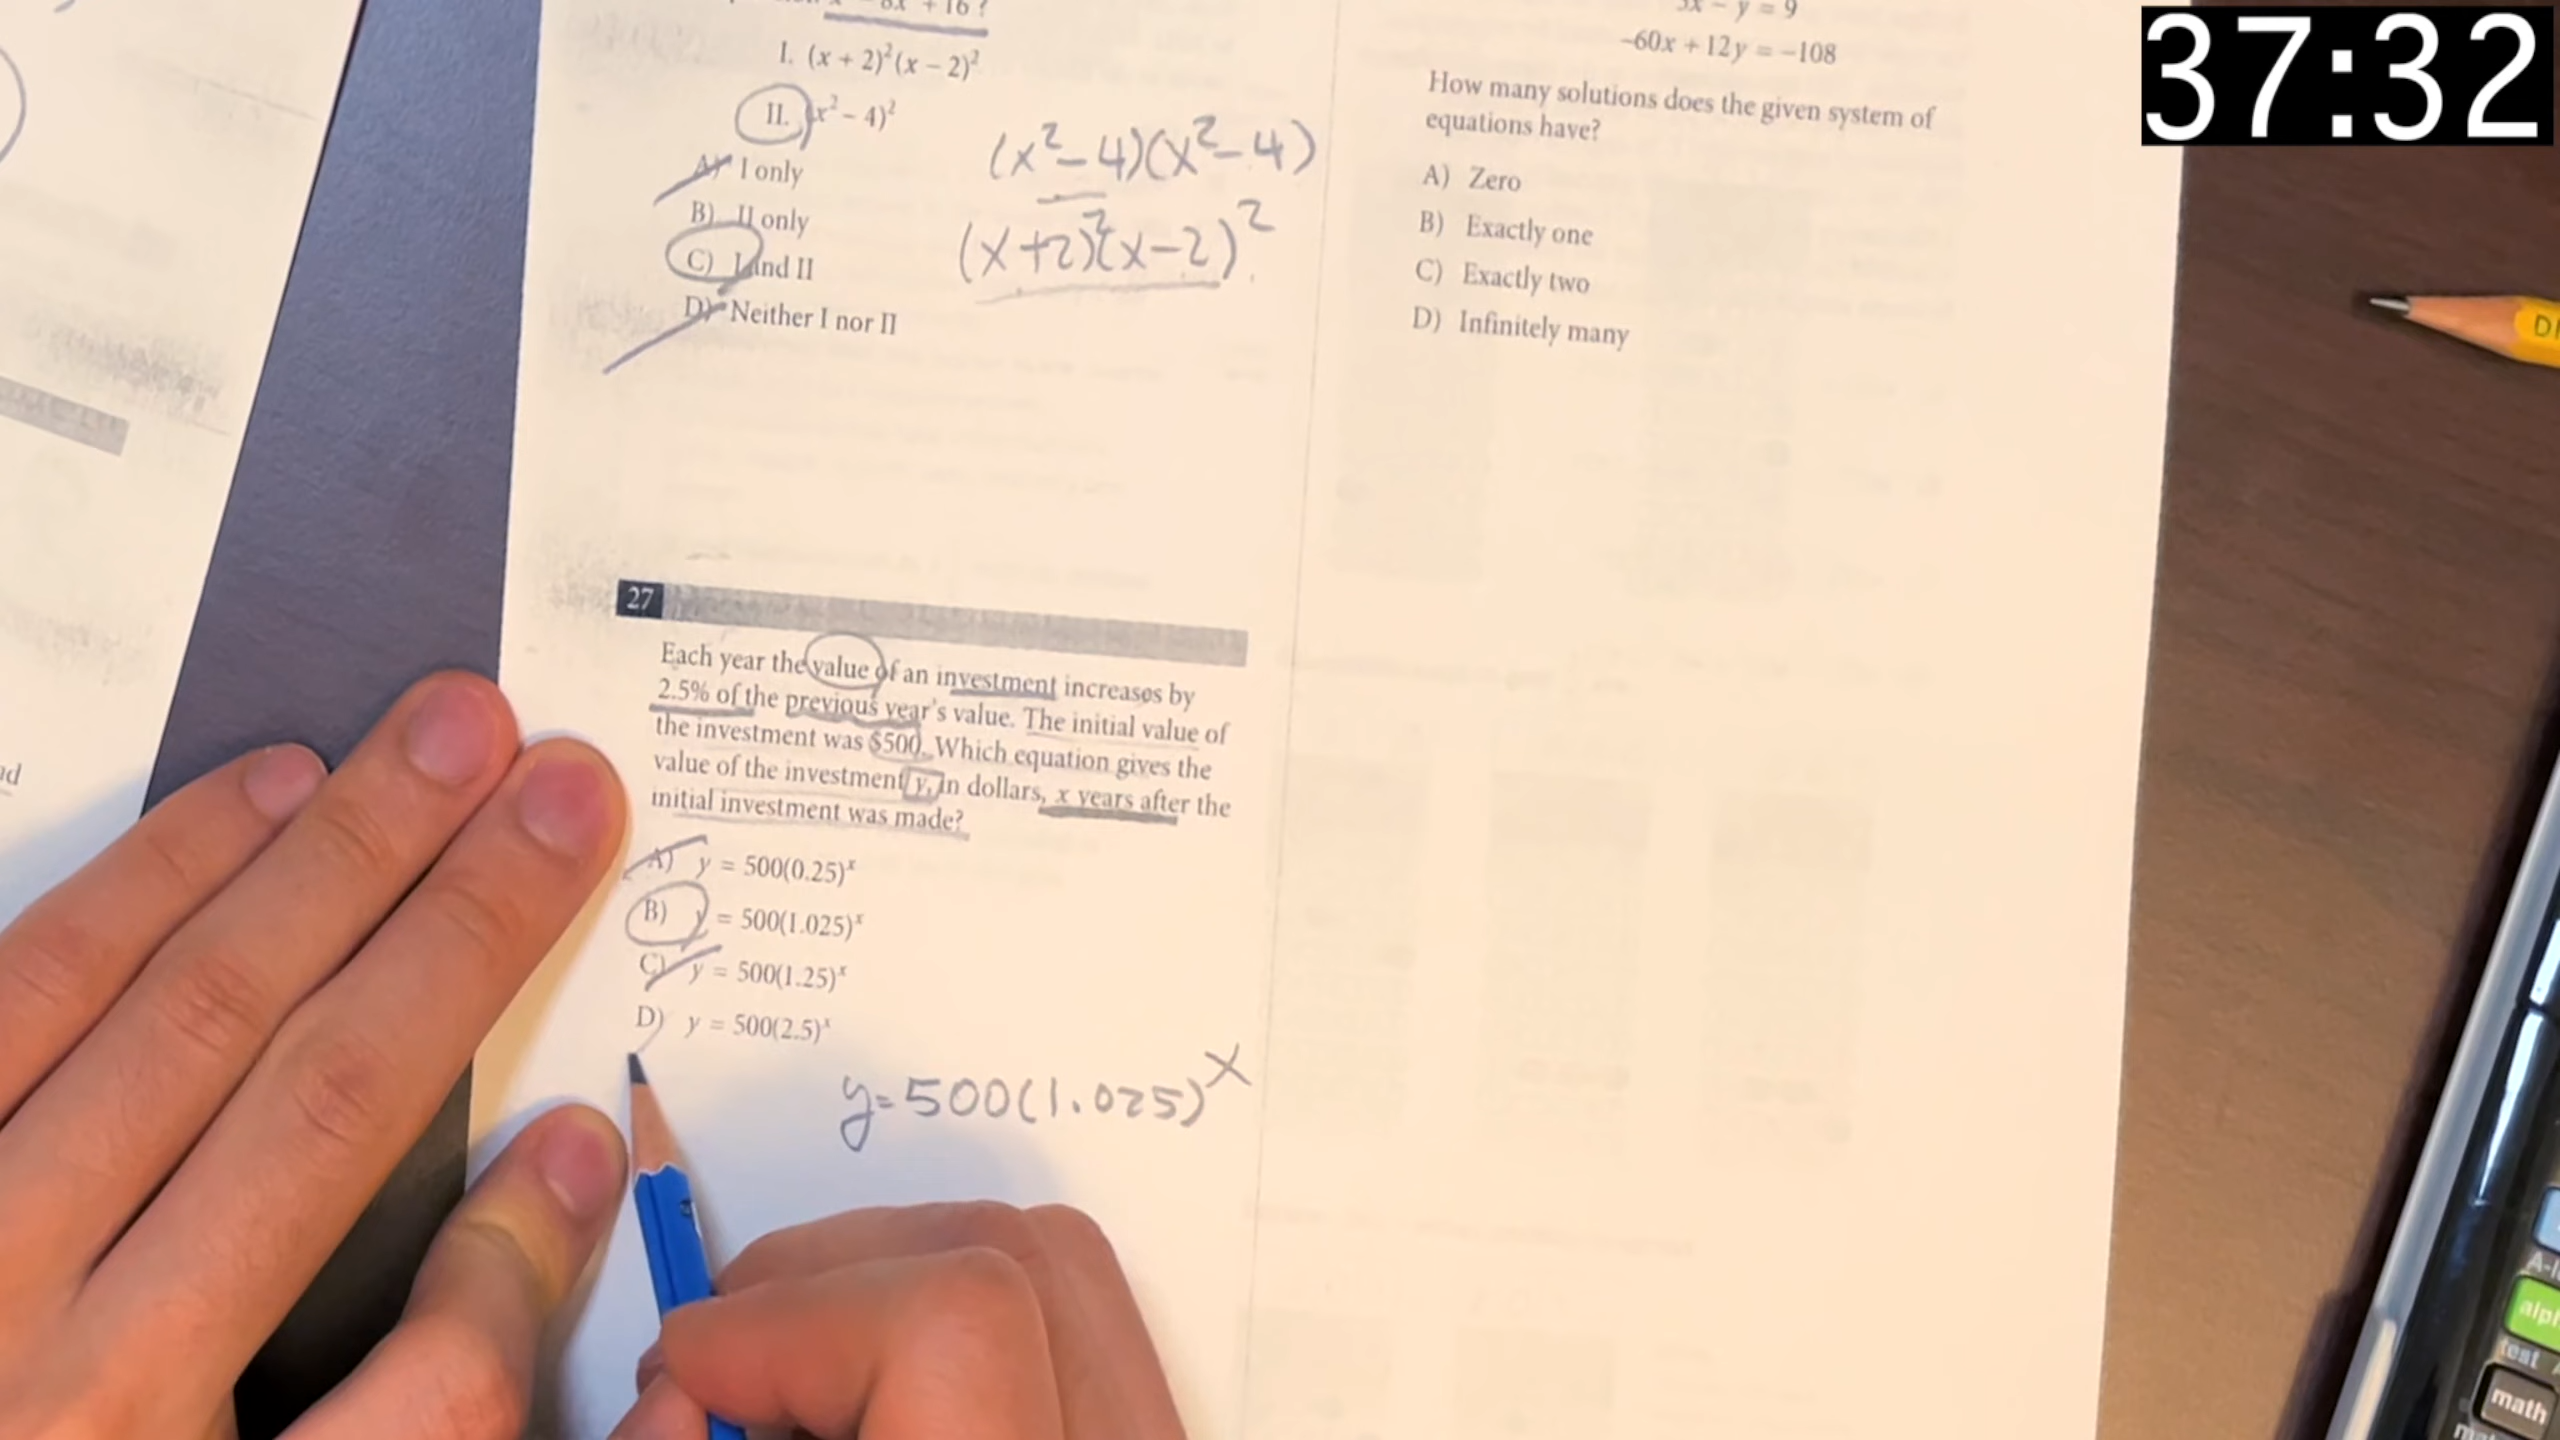 37:32
+ 16?
I. (x + 2)²(x − 2)²
II. (x² − 4)²
(x²−4)(x²−4)
A) I only
B) II only
(x+2)²(x−2)²
C) I and II
D) Neither I nor II
− y = 9
−60x + 12y = −108
How many solutions does the given system of
equations have?
A) Zero
B) Exactly one
C) Exactly two
D) Infinitely many
27
Each year the value of an investment increases by
2.5% of the previous year's value. The initial value of
the investment was $500. Which equation gives the
value of the investment y, in dollars, x years after the
initial investment was made?
A) y = 500(0.25)ˣ
B) y = 500(1.025)ˣ
C) y = 500(1.25)ˣ
D) y = 500(2.5)ˣ
y=500(1.025)ˣ
math